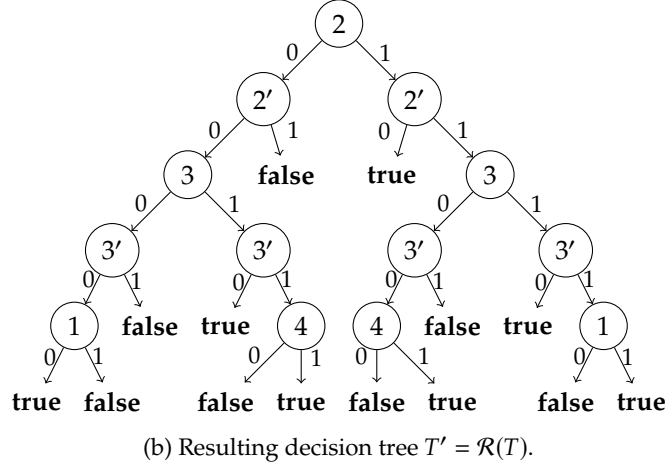 2
0 1
2′ 2′
0 1 0 1
3 false true 3
0 1 0 1
3′ 3′ 3′ 3′
0 1 0 1 0 1 0 1
1 false true 4 4 false true 1
0 1 0 1 0 1 0 1
true false false true false true false true
(b) Resulting decision tree T′ = R(T).